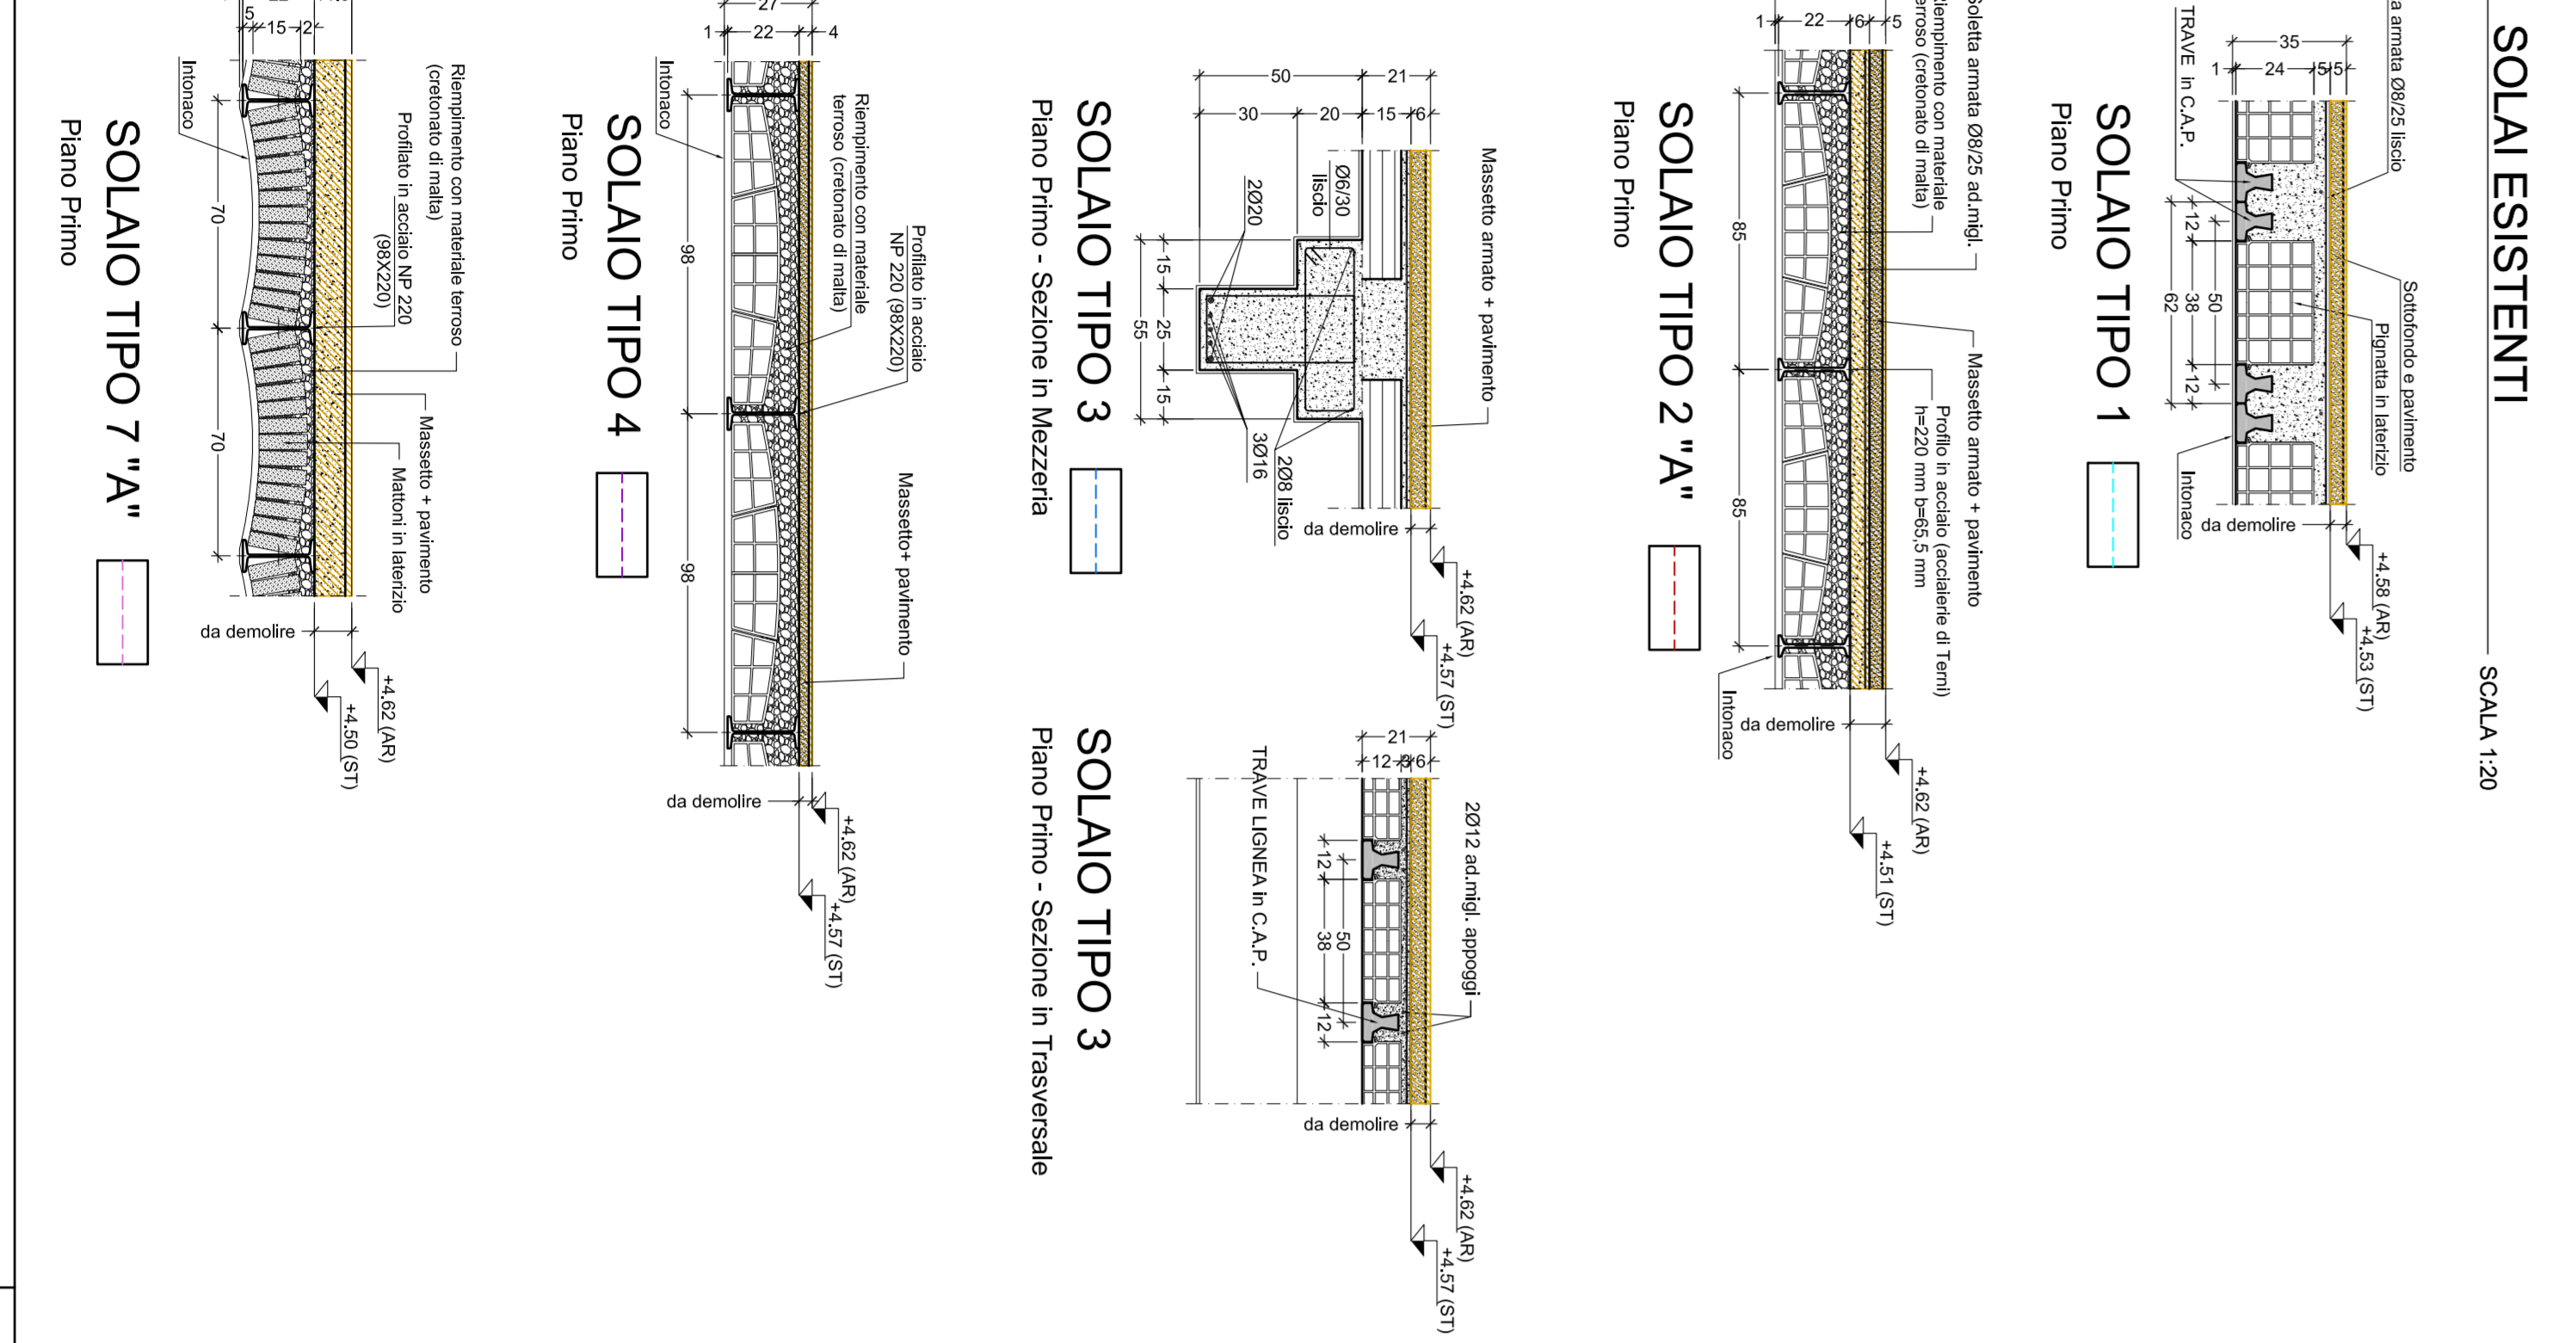 SOLAI ESISTENTI
SCALA 1:20
a armata Ø8/25 liscio
Sottofondo e pavimento
Pignatta in laterizio
TRAVE in C.A.P.
Intonaco
35
1
24
5
5
12
50
38
62
12
da demolire
+4.58 (AR)
+4.53 (ST)
SOLAIO TIPO 1
Piano Primo
Soletta armata Ø8/25 ad.migl.
Riempimento con materiale
terroso (cretonato di malta)
Massetto armato + pavimento
Profilo in acciaio (acciaierie di Terni)
h=220 mm b=65,5 mm
Intonaco
1
22
6
5
85
85
da demolire
+4.62 (AR)
+4.51 (ST)
SOLAIO TIPO 2 "A"
Piano Primo
Massetto armato + pavimento
50
21
30
20
15
6
Ø6/30
liscio
2Ø20
2Ø8 liscio
3Ø16
15
25
15
55
da demolire
+4.62 (AR)
+4.57 (ST)
SOLAIO TIPO 3
Piano Primo - Sezione in Mezzeria
2Ø12 ad.migl. appoggi
TRAVE LIGNEA in C.A.P.
21
12
3
6
12
50
38
12
da demolire
+4.62 (AR)
+4.57 (ST)
SOLAIO TIPO 3
Piano Primo - Sezione in Trasversale
27
1
22
4
Riempimento con materiale
terroso (cretonato di malta)
Profilato in acciaio
NP 220 (98X220)
Massetto+ pavimento
Intonaco
98
98
da demolire
+4.62 (AR)
+4.57 (ST)
SOLAIO TIPO 4
Piano Primo
5
15
2
Riempimento con materiale terroso
(cretonato di malta)
Profilato in acciaio NP 220
(98X220)
Massetto + pavimento
Mattoni in laterizio
Intonaco
70
70
da demolire
+4.62 (AR)
+4.50 (ST)
SOLAIO TIPO 7 "A"
Piano Primo